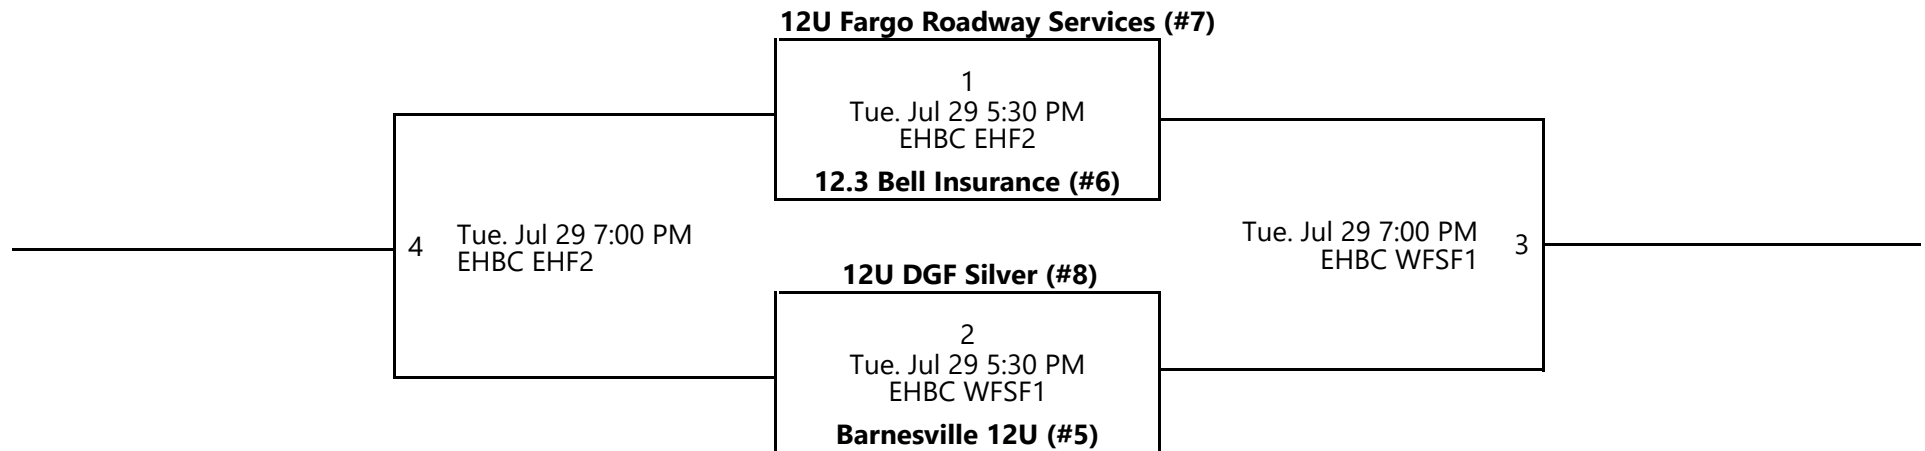 12U Fargo Roadway Services (#7)
1
Tue. Jul 29 5:30 PM
EHBC EHF2
12.3 Bell Insurance (#6)
4
Tue. Jul 29 7:00 PM
EHBC EHF2
Tue. Jul 29 7:00 PM
EHBC WFSF1
3
12U DGF Silver (#8)
2
Tue. Jul 29 5:30 PM
EHBC WFSF1
Barnesville 12U (#5)